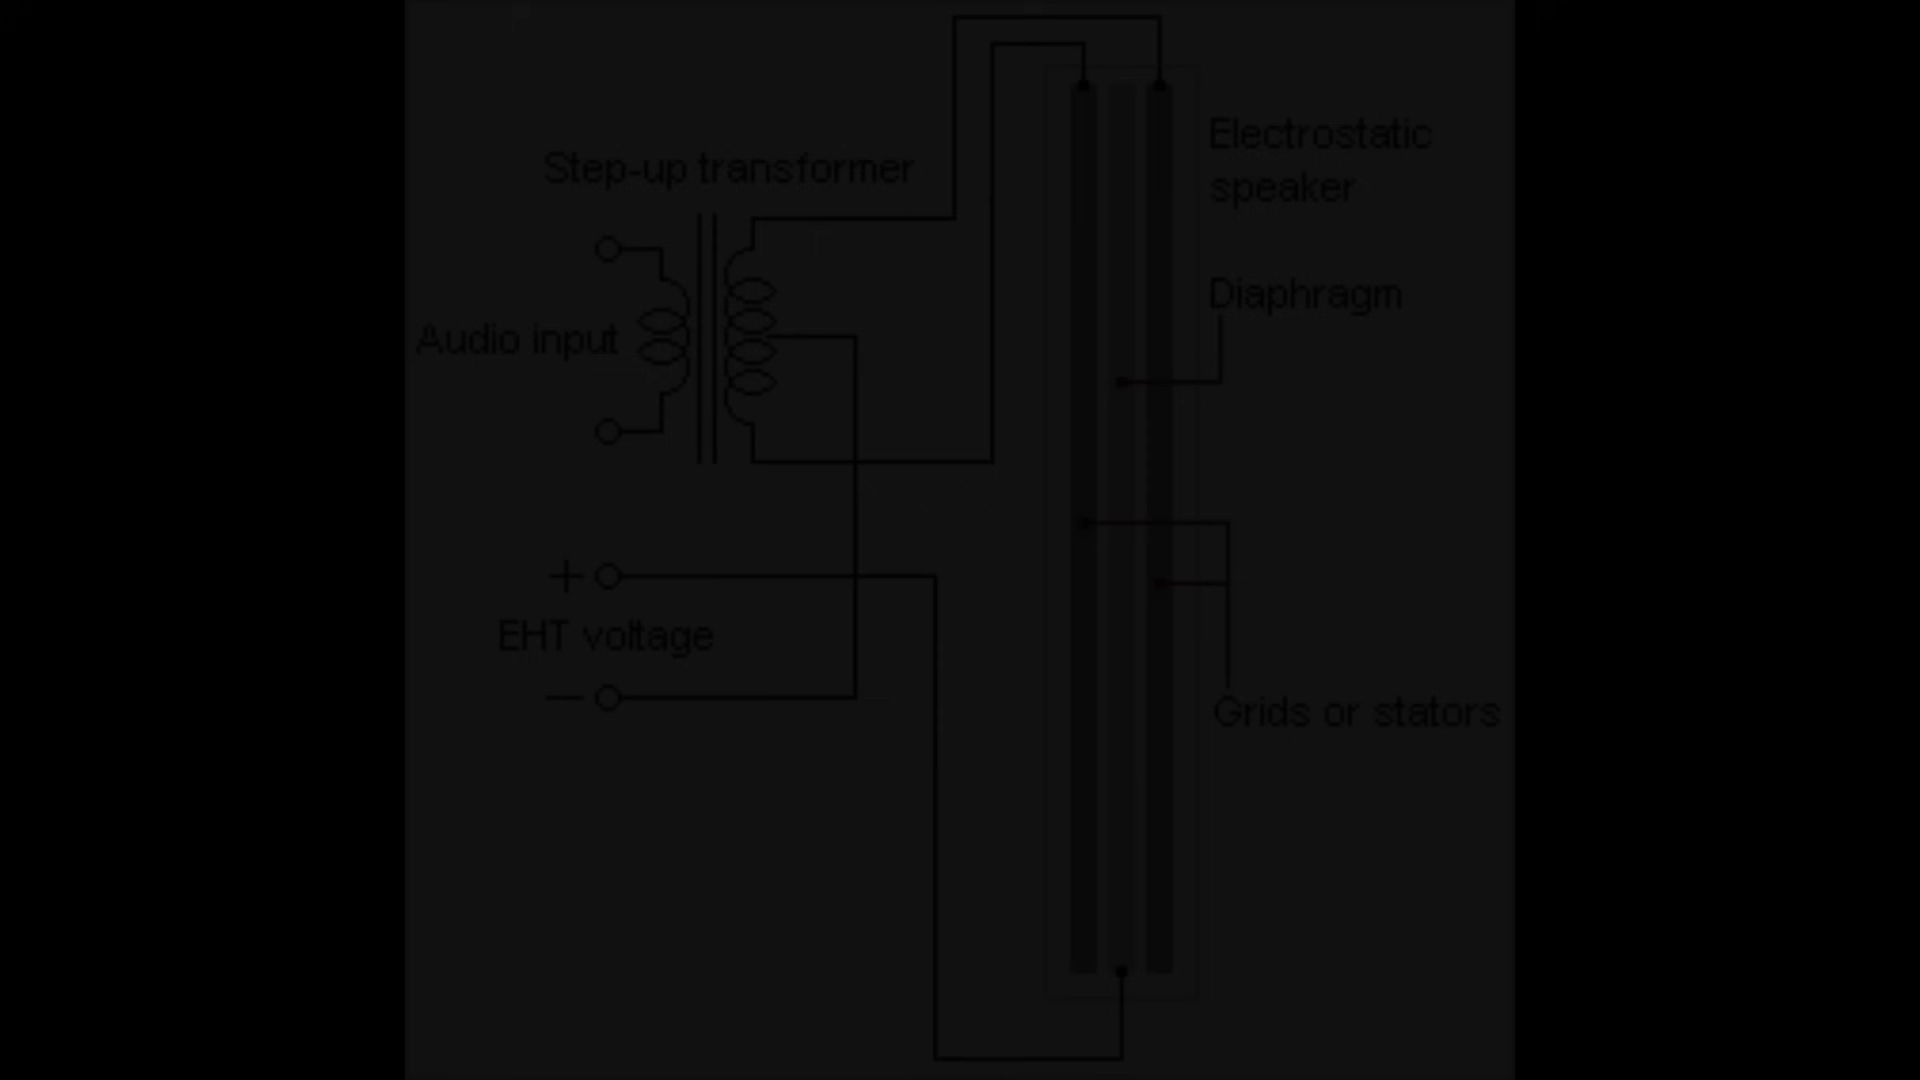 Electrostatic
speaker
Step-up transformer
Diaphragm
Audio input
+
EHT voltage
−
Grids or stators